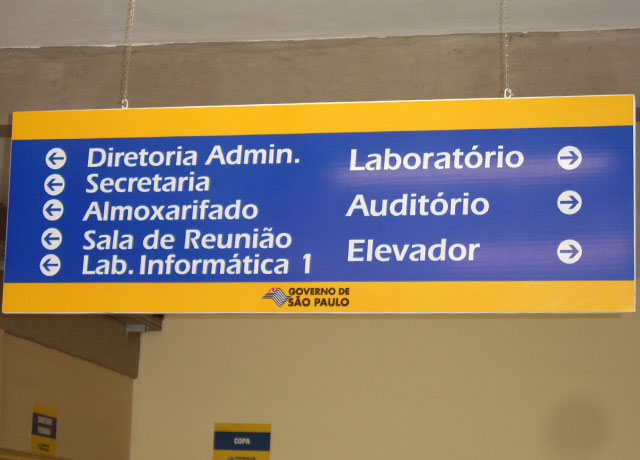 Diretoria Admin.
Secretaria
Almoxarifado
Sala de Reunião
Lab. Informática 1
Laboratório
Auditório
Elevador
GOVERNO DE
SÃO PAULO
COPA